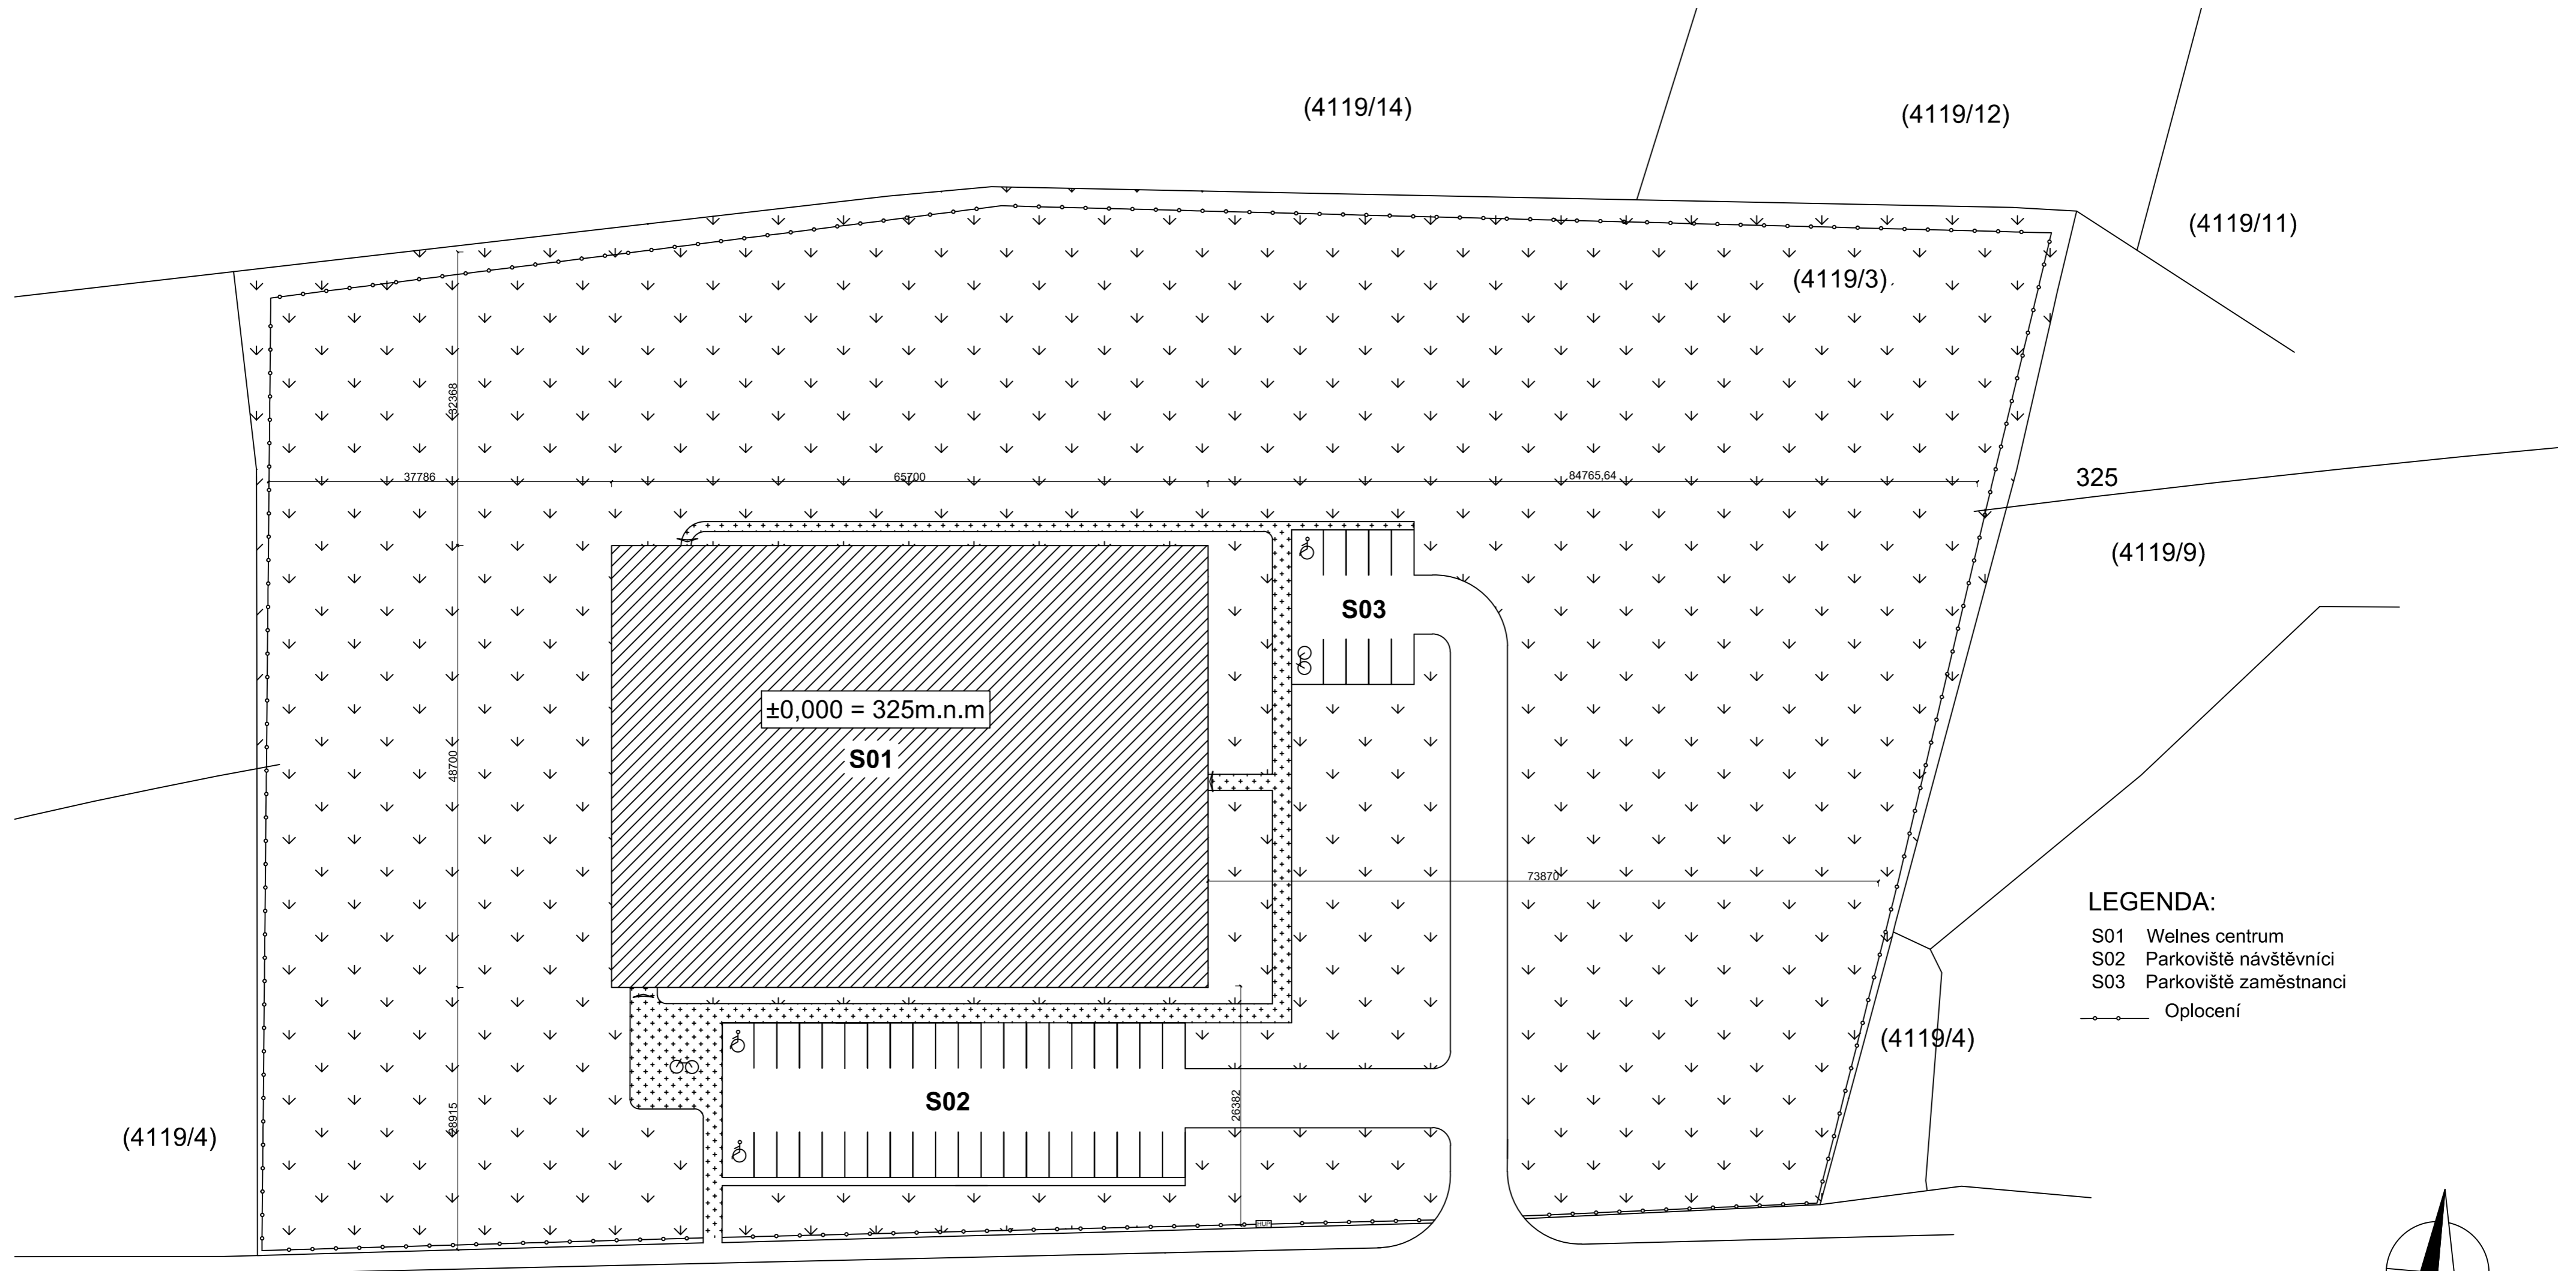 (4119/14)
(4119/12)
(4119/11)
(4119/3)
32368
37786
65700
84765,64
325
(4119/9)
S03
±0,000 = 325m.n.m
S01
48700
73870
LEGENDA:
S01 Welnes centrum
S02 Parkoviště návštěvníci
S03 Parkoviště zaměstnanci
Oplocení
(4119/4)
S02
26382
28915
(4119/4)
HUP